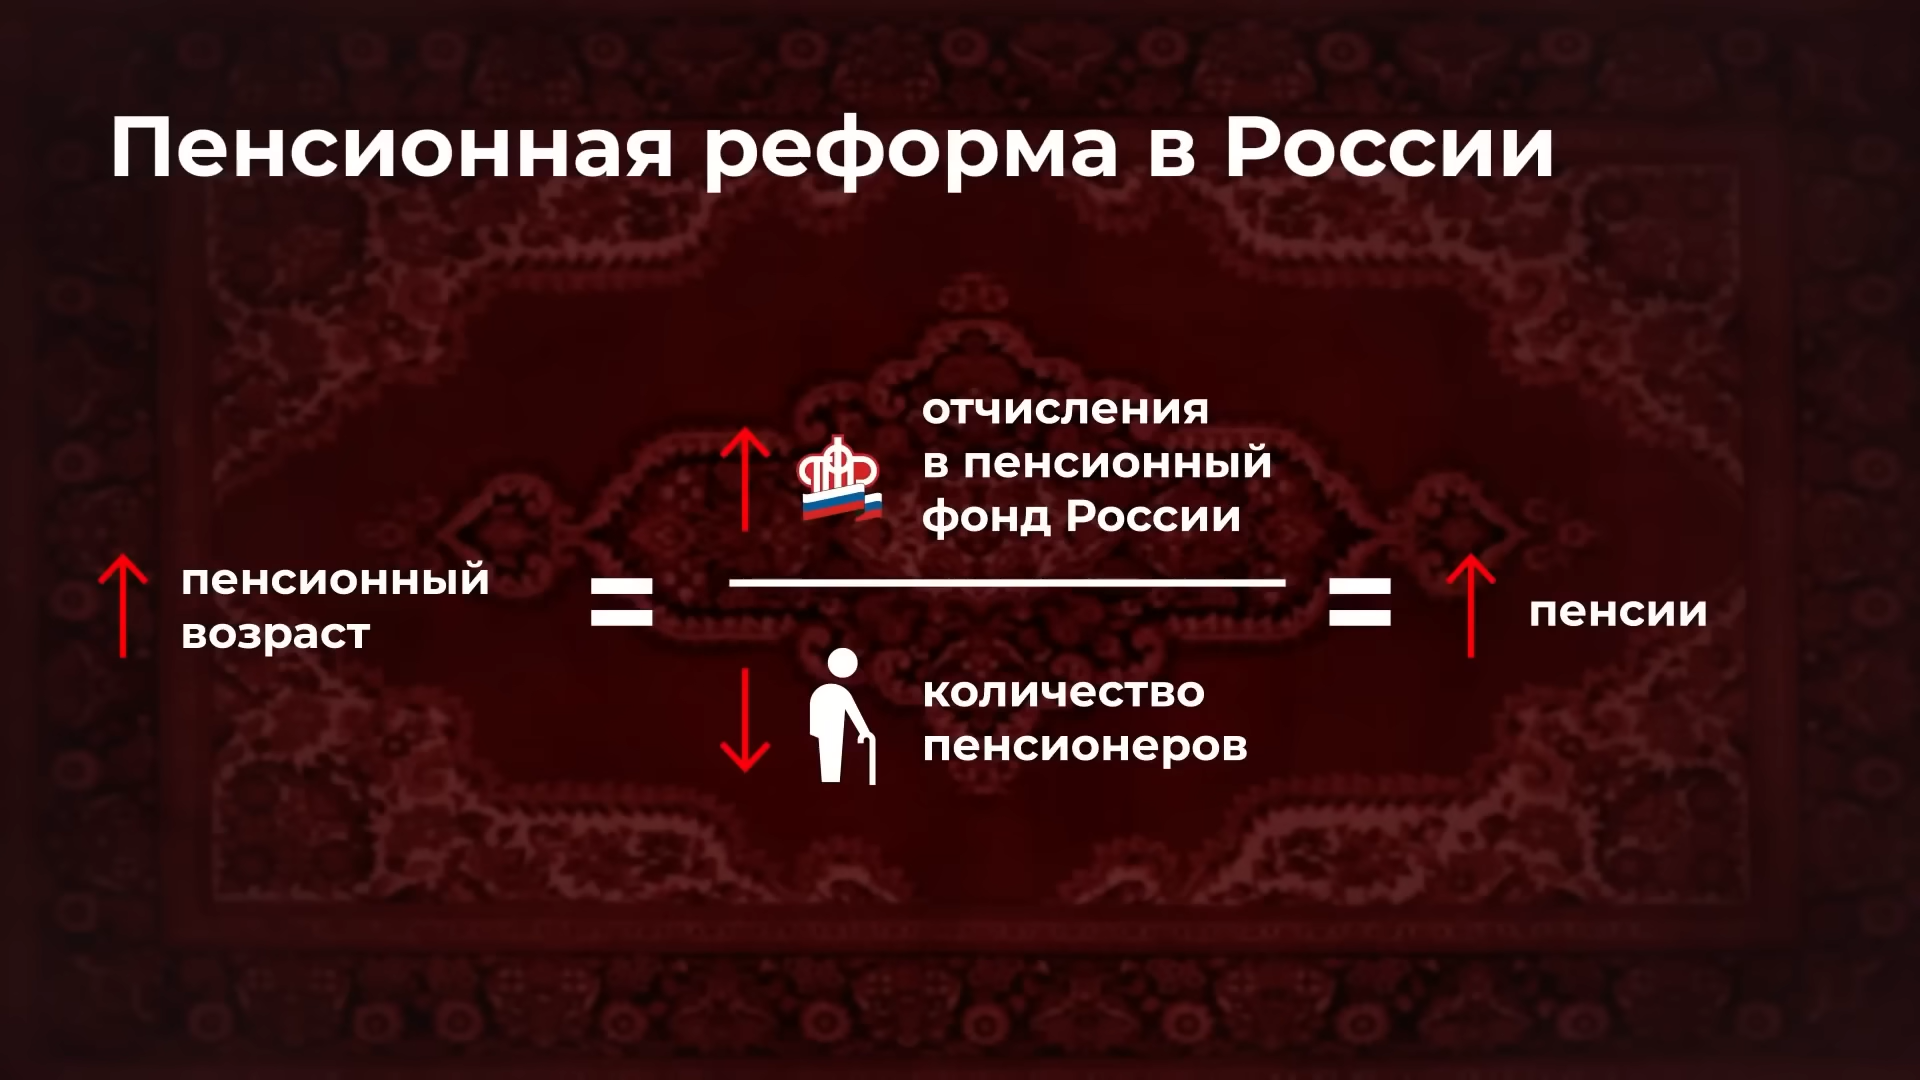 Пенсионная реформа в России
пенсионный
возраст
=
отчисления
в пенсионный
фонд России
количество
пенсионеров
=
пенсии